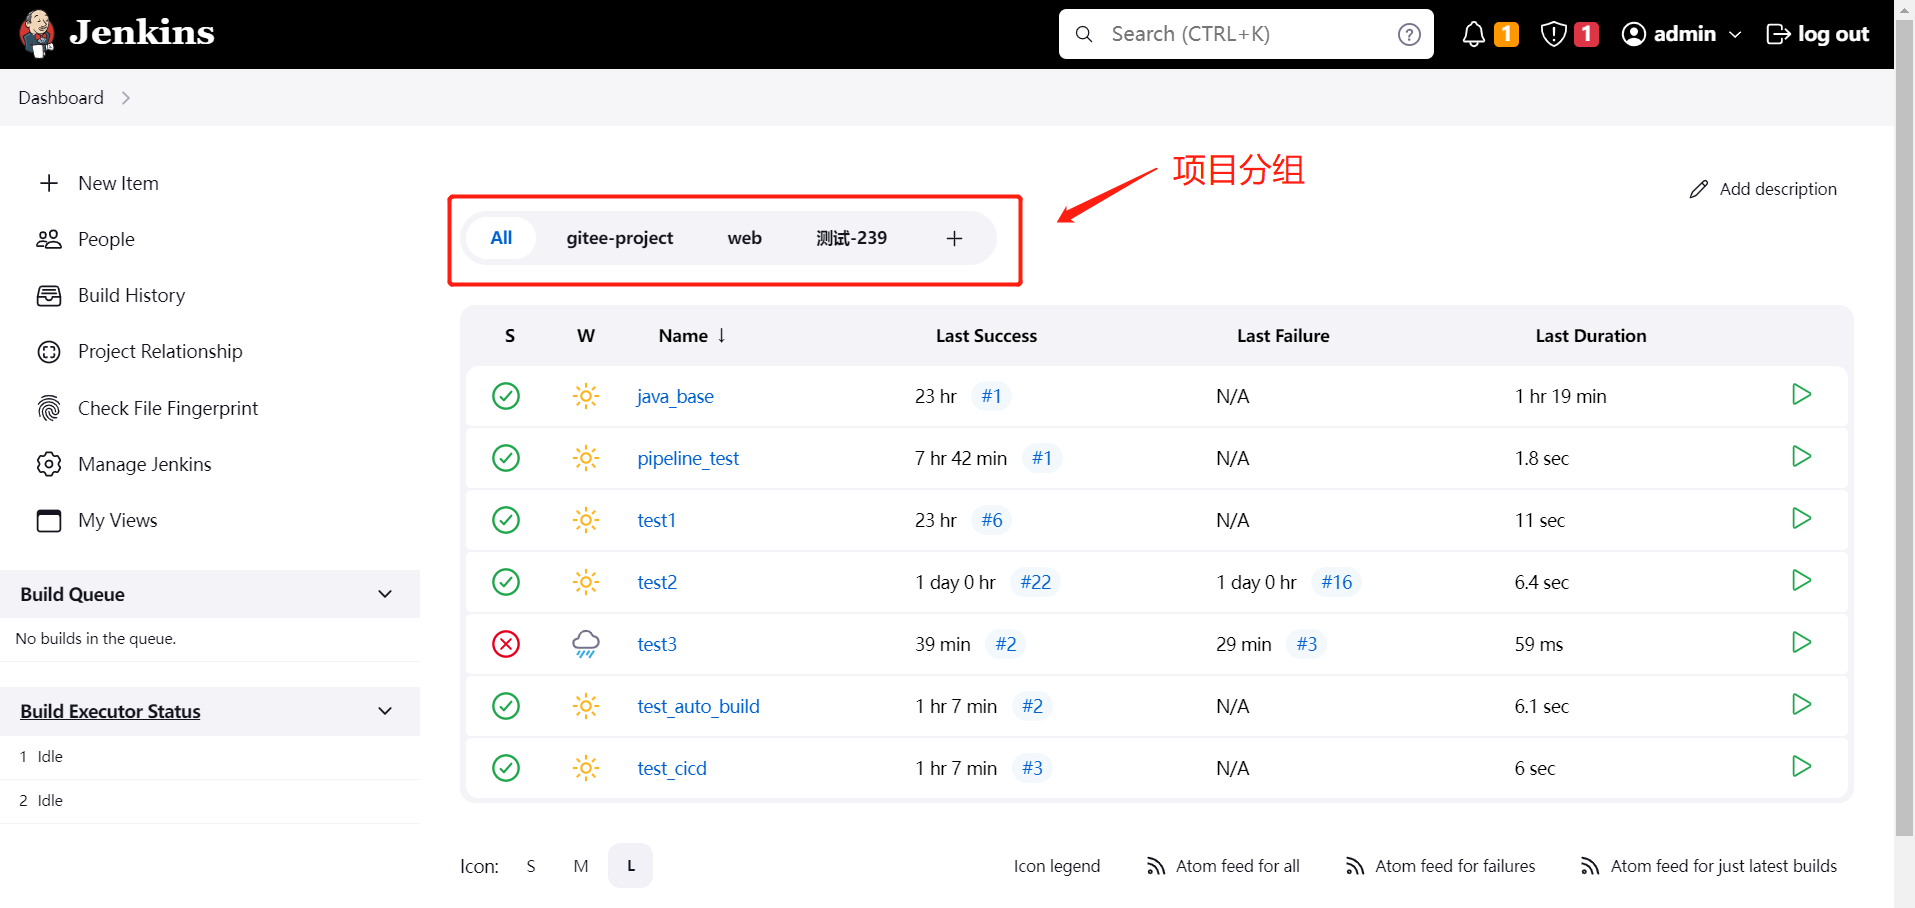 Jenkins
Search (CTRL+K)
1
1
admin
log out
Dashboard
项目分组
New Item
Add description
People
All gitee-project web 测试-239
Build History
Project Relationship
Check File Fingerprint
Manage Jenkins
My Views
Build Queue
No builds in the queue.
Build Executor Status
1 Idle
2 Idle
S W Name ↓ Last Success Last Failure Last Duration
java_base 23 hr #1 N/A 1 hr 19 min
pipeline_test 7 hr 42 min #1 N/A 1.8 sec
test1 23 hr #6 N/A 11 sec
test2 1 day 0 hr #22 1 day 0 hr #16 6.4 sec
test3 39 min #2 29 min #3 59 ms
test_auto_build 1 hr 7 min #2 N/A 6.1 sec
test_cicd 1 hr 7 min #3 N/A 6 sec
Icon: S M L
Icon legend Atom feed for all Atom feed for failures Atom feed for just latest builds